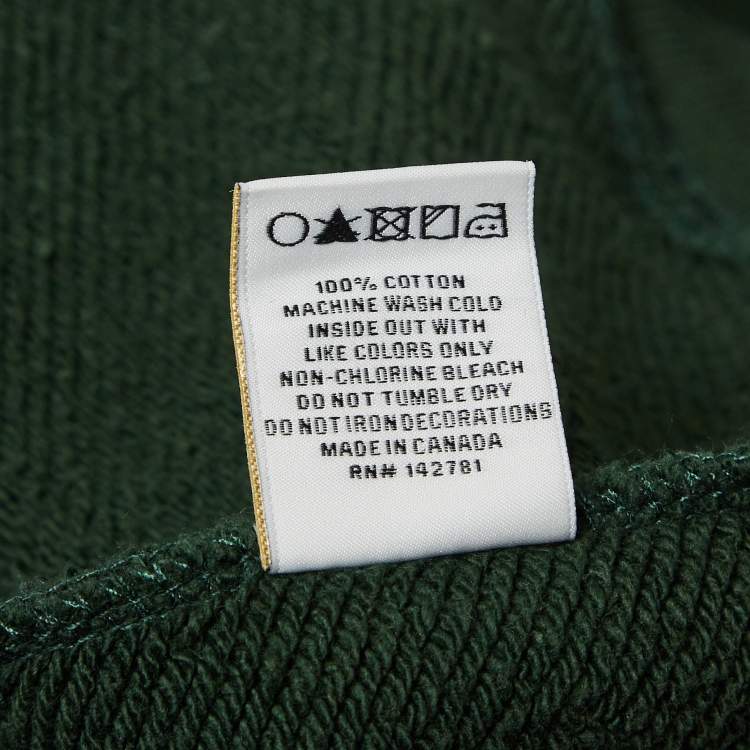 100% COTTON
MACHINE WASH COLD
INSIDE OUT WITH
LIKE COLORS ONLY
NON-CHLORINE BLEACH
DO NOT TUMBLE DRY
DO NOT IRON DECORATIONS
MADE IN CANADA
RN# 142781